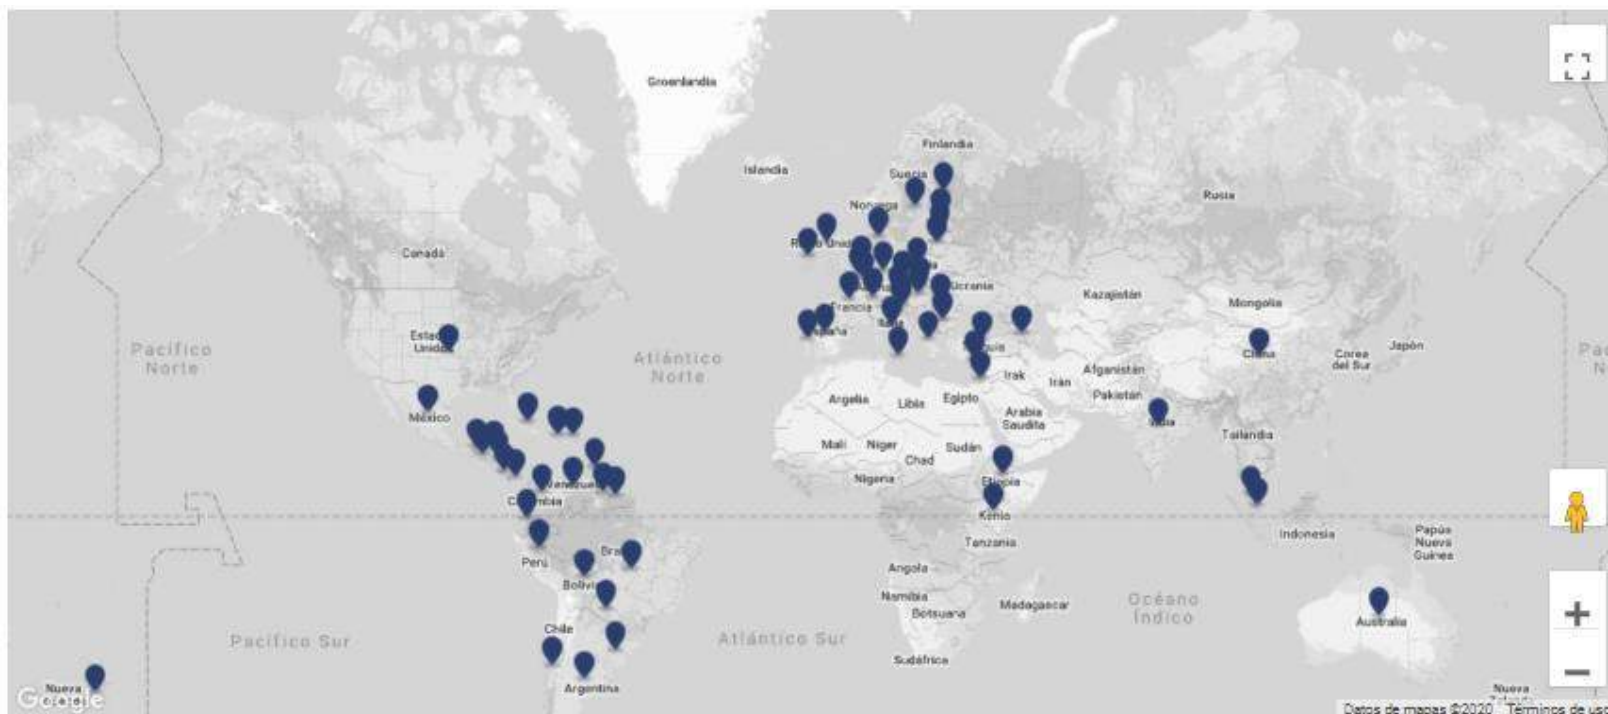 Groenlandia
Finlandia
Islandia
Suecia
Rusia
Noruega
Canadá
Ucrania
Kazajistán
Mongolia
Francia
Pacífico
Norte
Atlántico
Norte
China
Corea
del Sur
Japón
Irak
Irán
Afganistán
Pakistán
México
Argelia
Libia
Egipto
Arabia
Saudita
Malí
Níger
Chad
Sudán
Tailandia
Nigeria
Etiopía
Kenia
Tanzania
Indonesia
Papúa
Nueva
Guinea
Perú
Angola
Namibia
Botsuana
Madagascar
Océano
Índico
Chile
Pacífico Sur
Atlántico Sur
Sudáfrica
Australia
Argentina
Nueva
Google
Nueva
Datos de mapas ©2020
Términos de uso